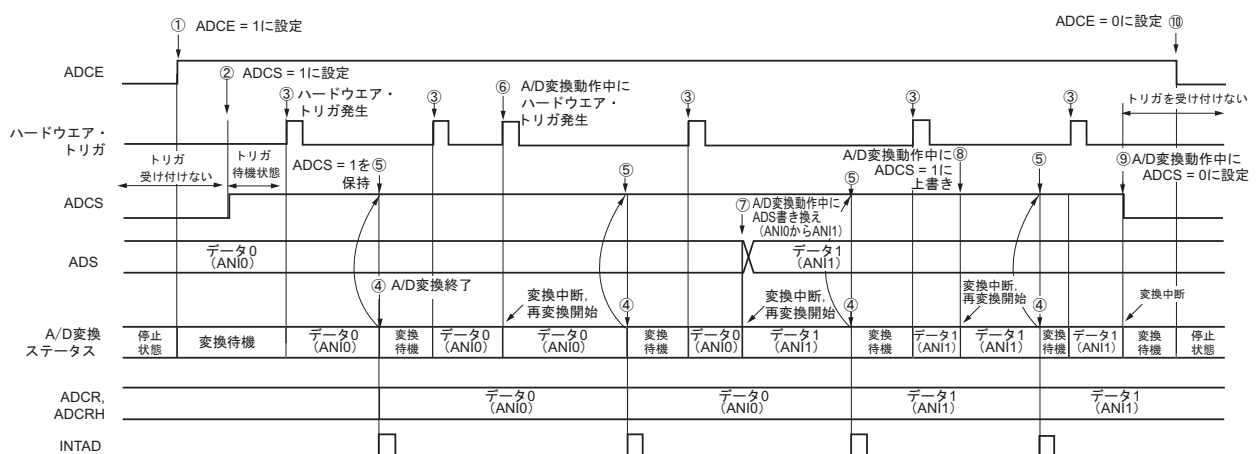 ① ADCE = 1に設定
ADCE = 0に設定 ⑩
ADCE
② ADCS = 1に設定
③ ハードウエア・
トリガ発生
③
⑥ A/D変換動作中に
ハードウエア・
トリガ発生
③
③
③
トリガを受け付けない
ハードウエア・
トリガ
トリガ
受け付けない
トリガ
待機状態
ADCS = 1を⑤
保持
⑤
A/D変換動作中に⑧
ADCS = 1に
上書き
⑤
⑤
⑨A/D変換動作中に
ADCS = 0に設定
ADCS
⑦A/D変換動作中に
ADS書き換え
(ANI0からANI1)
ADS
データ0
(ANI0)
データ1
(ANI1)
④ A/D変換終了
変換中断,
再変換開始
④
変換中断,
再変換開始
④
変換中断,
再変換開始
④
変換中断
A/D変換
ステータス
停止
状態
変換待機
データ0
(ANI0)
変換
待機
データ0
(ANI0)
データ0
(ANI0)
変換
待機
データ0
(ANI0)
データ1
(ANI1)
変換
待機
データ1
(ANI1)
データ1
(ANI1)
変換
待機
データ1
(ANI1)
変換
待機
停止
状態
ADCR,
ADCRH
データ0
(ANI0)
データ0
(ANI0)
データ1
(ANI1)
データ1
(ANI1)
INTAD